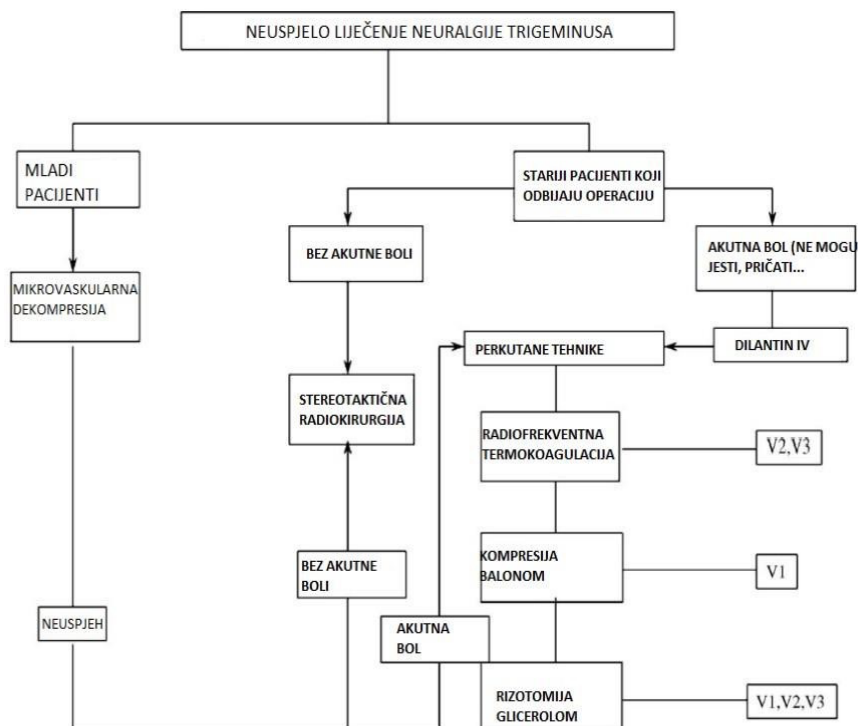 NEUSPJELO LIJEČENJE NEURALGIJE TRIGEMINUSA
MLADI
PACIJENTI
STARIJI PACIJENTI KOJI
ODBIJAJU OPERACIJU
BEZ AKUTNE BOLI
AKUTNA BOL (NE MOGU
JESTI, PRIČATI...
MIKROVASKULARNA
DEKOMPRESIJA
PERKUTANE TEHNIKE
DILANTIN IV
STEREOTAKTIČNA
RADIOKIRURGIJA
RADIOFREKVENTNA
TERMOKOAGULACIJA
V2,V3
BEZ AKUTNE
BOLI
KOMPRESIJA
BALONOM
V1
NEUSPJEH
AKUTNA
BOL
RIZOTOMIJA
GLICEROLOM
V1,V2,V3